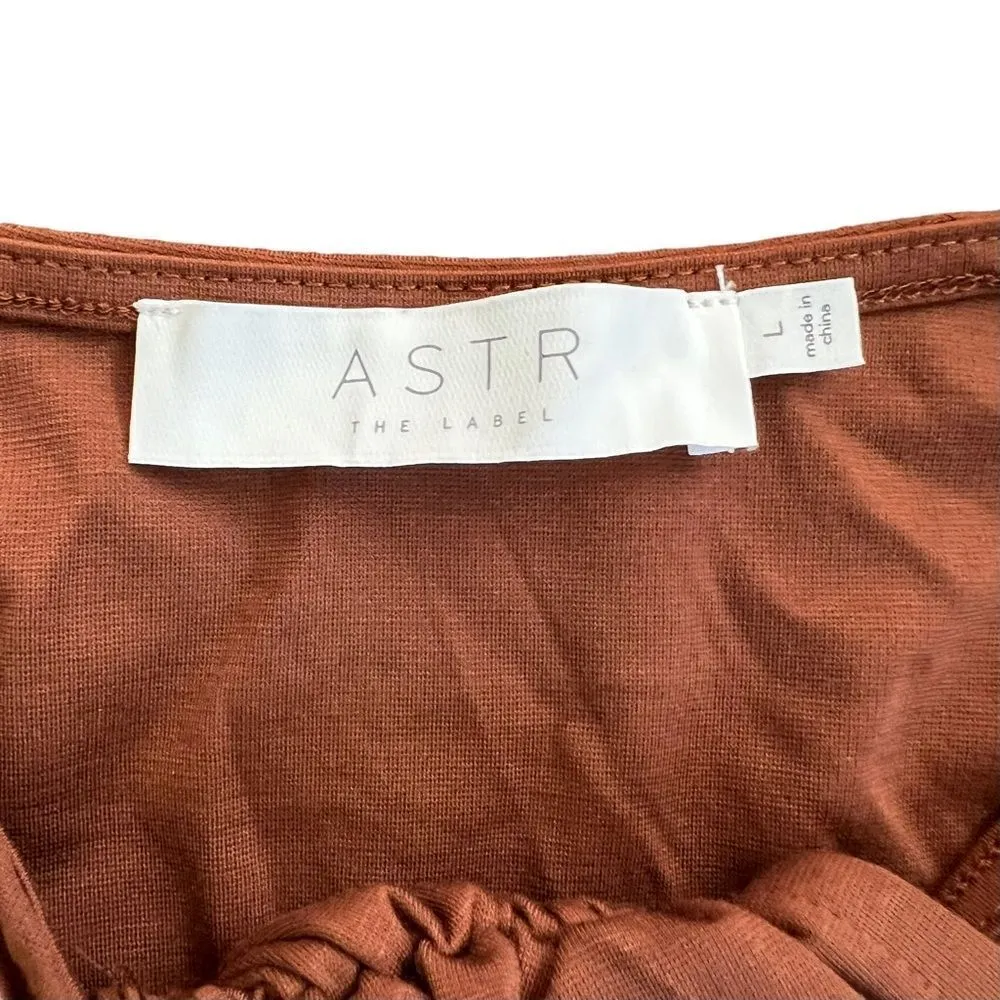 ASTR
THE LABEL
L
made in
china